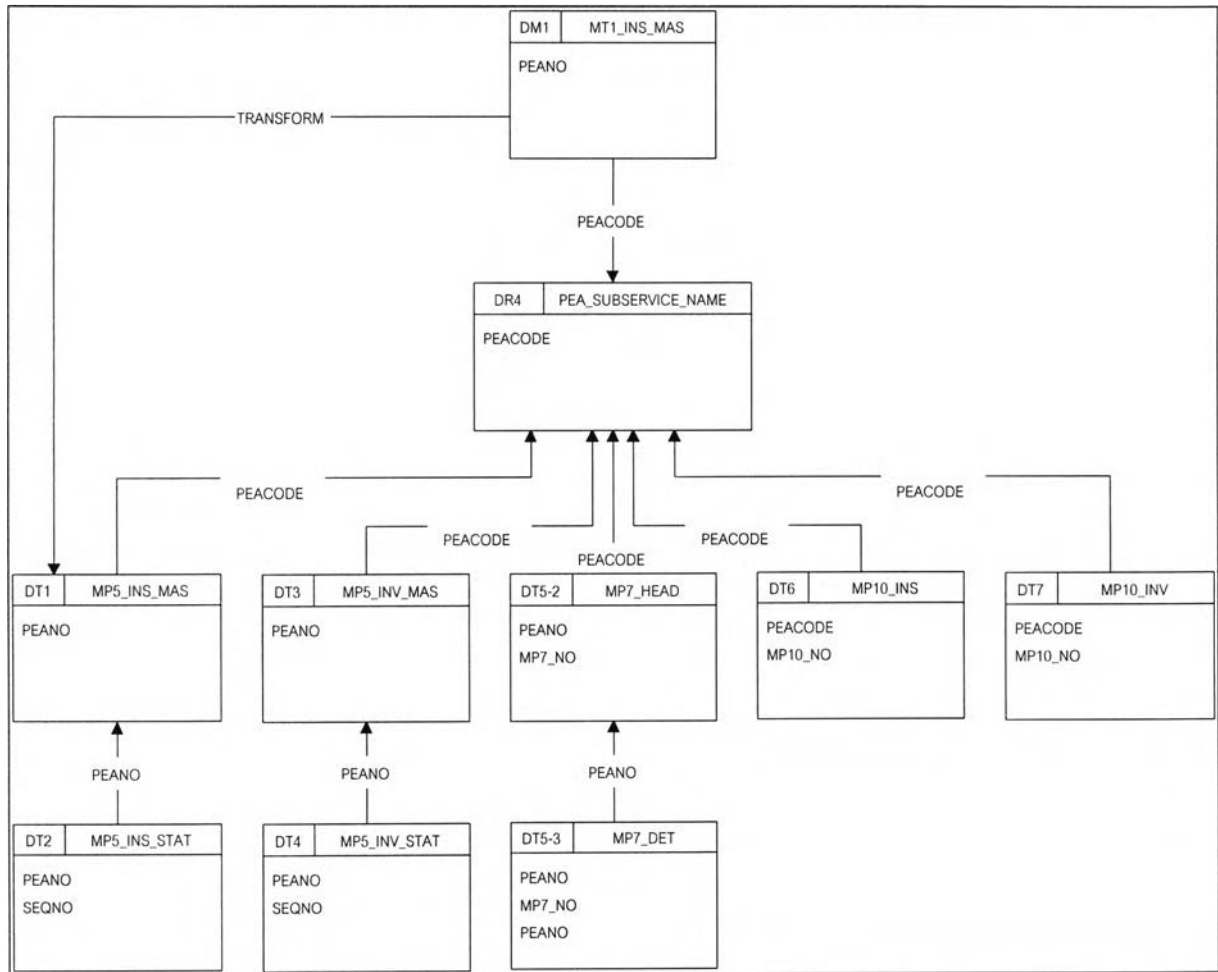 DM1 MT1_INS_MAS
PEANO
TRANSFORM
PEACODE
DR4 PEA_SUBSERVICE_NAME
PEACODE
PEACODE
PEACODE
PEACODE
PEACODE
PEACODE
DT1 MP5_INS_MAS
PEANO
DT3 MP5_INV_MAS
PEANO
DT5-2 MP7_HEAD
PEANO
MP7_NO
DT6 MP10_INS
PEACODE
MP10_NO
DT7 MP10_INV
PEACODE
MP10_NO
PEANO
PEANO
PEANO
DT2 MP5_INS_STAT
PEANO
SEQNO
DT4 MP5_INV_STAT
PEANO
SEQNO
DT5-3 MP7_DET
PEANO
MP7_NO
PEANO